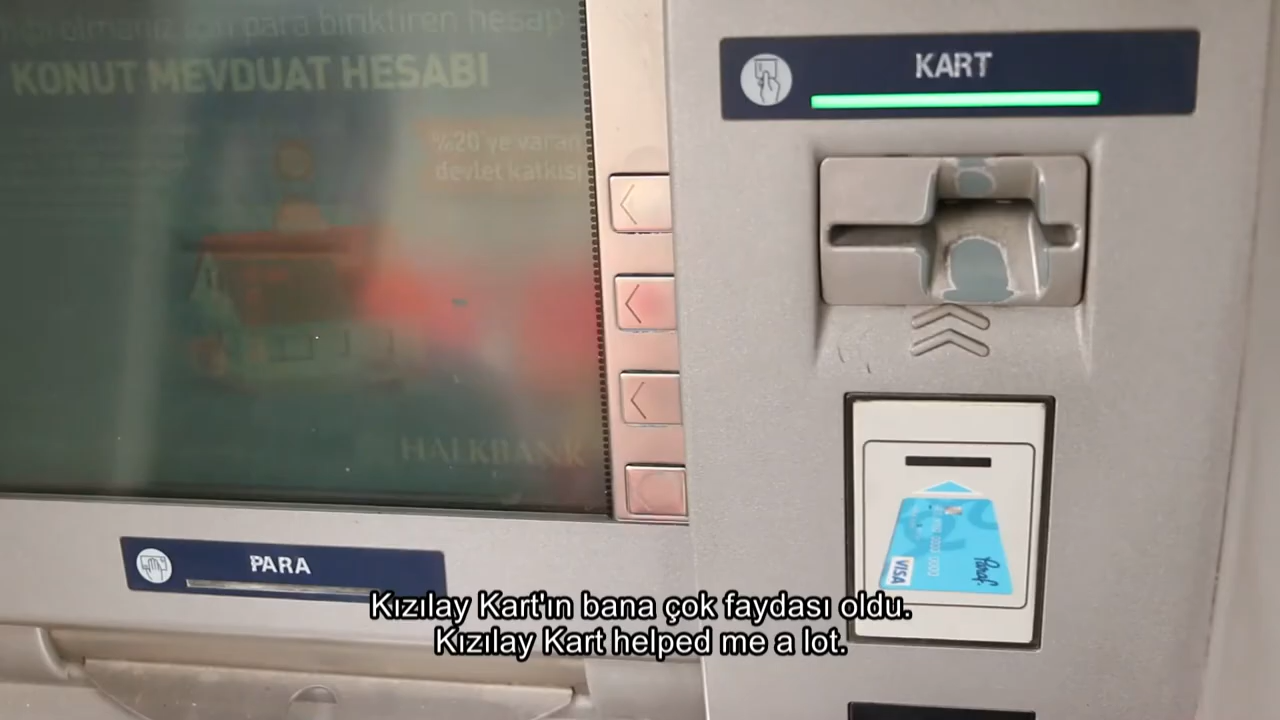 para biriktiren hesap
KONUT MEVDUAT HESABI
%20'ye varan
devlet katkısı
HALKBANK
KART
PARA
VISA
Paraf
Kızılay Kart'ın bana çok faydası oldu.
Kızılay Kart helped me a lot.